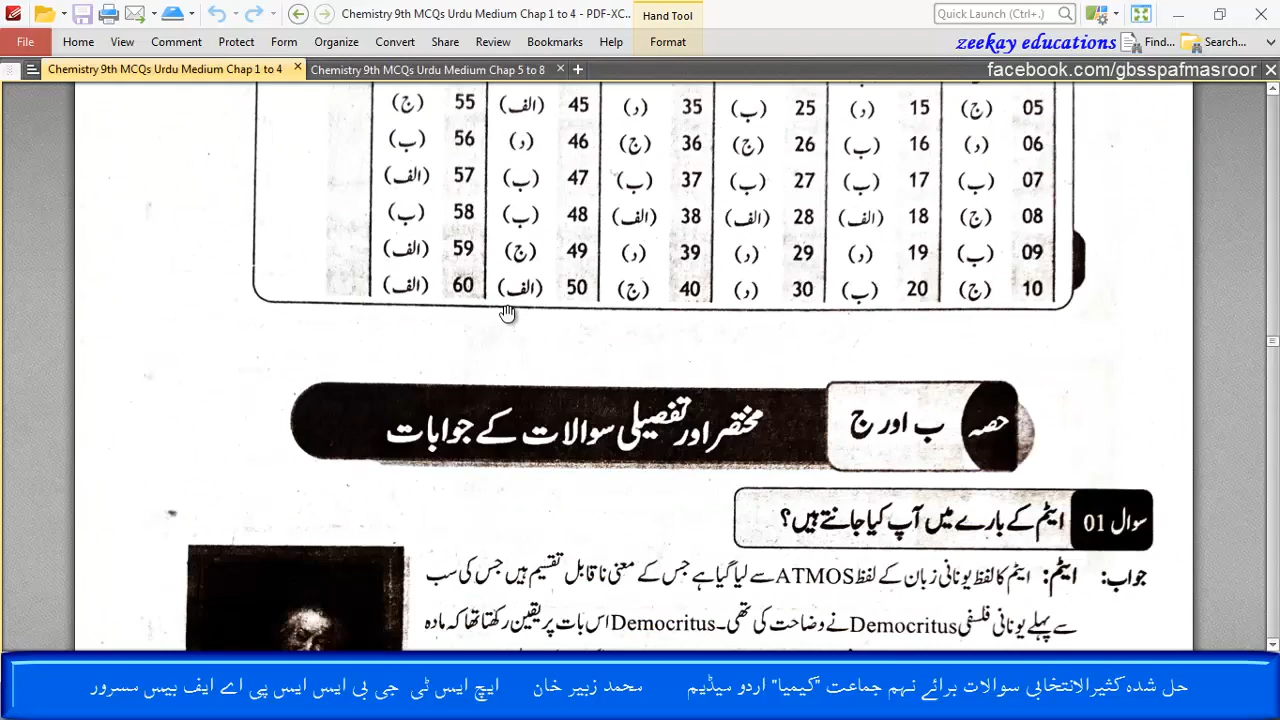 Chemistry 9th MCQs Urdu Medium Chap 1 to 4 - PDF-XC...
Hand Tool
Quick Launch (Ctrl+.)
File Home View Comment Protect Form Organize Convert Share Review Bookmarks Help Format
zeekay educations
Find... Search...
Chemistry 9th MCQs Urdu Medium Chap 1 to 4
Chemistry 9th MCQs Urdu Medium Chap 5 to 8
facebook.com/gbsspafmasroor
05 (ج) 15 (د) 25 (ب) 35 (د) 45 (الف) 55 (ج)
06 (د) 16 (ب) 26 (ج) 36 (ج) 46 (د) 56 (ب)
07 (ب) 17 (ب) 27 (ب) 37 (ب) 47 (ب) 57 (الف)
08 (ج) 18 (الف) 28 (الف) 38 (الف) 48 (ب) 58 (ب)
09 (ب) 19 (د) 29 (د) 39 (د) 49 (ج) 59 (الف)
10 (ج) 20 (ب) 30 (د) 40 (ج) 50 (الف) 60 (الف)
حصہ ب اور ج مختصر اور تفصیلی سوالات کے جوابات
سوال 01 ایٹم کے بارے میں آپ کیا جانتے ہیں؟
جواب: ایٹم: ایٹم کا لفظ یونانی زبان کے لفظ ATMOS سے لیا گیا ہے جس کے معنی ناقابل تقسیم ہیں جس کی سب
سے پہلے یونانی فلسفی Democritus نے وضاحت کی تھی۔ Democritus اس بات پر یقین رکھتا تھا کہ مادہ
حل شدہ کثیرالانتخابی سوالات برائے نہم جماعت "کیمیا" اردو میڈیم محمد زبیر خان ایچ ایس ٹی جی بی ایس ایس پی اے ایف بیس مسرور